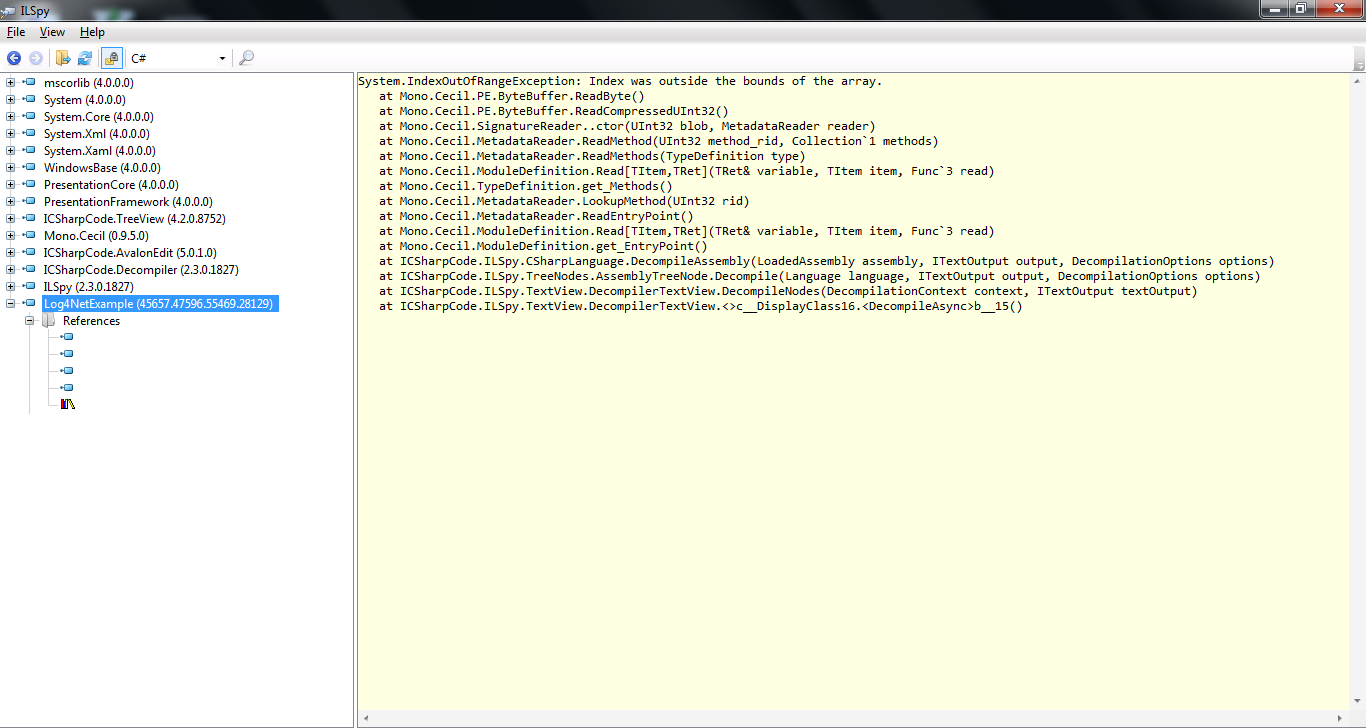 ILSpy
File View Help
C#
mscorlib (4.0.0.0)
System (4.0.0.0)
System.Core (4.0.0.0)
System.Xml (4.0.0.0)
System.Xaml (4.0.0.0)
WindowsBase (4.0.0.0)
PresentationCore (4.0.0.0)
PresentationFramework (4.0.0.0)
ICSharpCode.TreeView (4.2.0.8752)
Mono.Cecil (0.9.5.0)
ICSharpCode.AvalonEdit (5.0.1.0)
ICSharpCode.Decompiler (2.3.0.1827)
ILSpy (2.3.0.1827)
Log4NetExample (45657.47596.55469.28129)
References
System.IndexOutOfRangeException: Index was outside the bounds of the array.
at Mono.Cecil.PE.ByteBuffer.ReadByte()
at Mono.Cecil.PE.ByteBuffer.ReadCompressedUInt32()
at Mono.Cecil.SignatureReader..ctor(UInt32 blob, MetadataReader reader)
at Mono.Cecil.MetadataReader.ReadMethod(UInt32 method_rid, Collection`1 methods)
at Mono.Cecil.MetadataReader.ReadMethods(TypeDefinition type)
at Mono.Cecil.ModuleDefinition.Read[TItem,TRet](TRet& variable, TItem item, Func`3 read)
at Mono.Cecil.TypeDefinition.get_Methods()
at Mono.Cecil.MetadataReader.LookupMethod(UInt32 rid)
at Mono.Cecil.MetadataReader.ReadEntryPoint()
at Mono.Cecil.ModuleDefinition.Read[TItem,TRet](TRet& variable, TItem item, Func`3 read)
at Mono.Cecil.ModuleDefinition.get_EntryPoint()
at ICSharpCode.ILSpy.CSharpLanguage.DecompileAssembly(LoadedAssembly assembly, ITextOutput output, DecompilationOptions options)
at ICSharpCode.ILSpy.TreeNodes.AssemblyTreeNode.Decompile(Language language, ITextOutput output, DecompilationOptions options)
at ICSharpCode.ILSpy.TextView.DecompilerTextView.DecompileNodes(DecompilationContext context, ITextOutput textOutput)
at ICSharpCode.ILSpy.TextView.DecompilerTextView.<>c__DisplayClass16.<DecompileAsync>b__15()